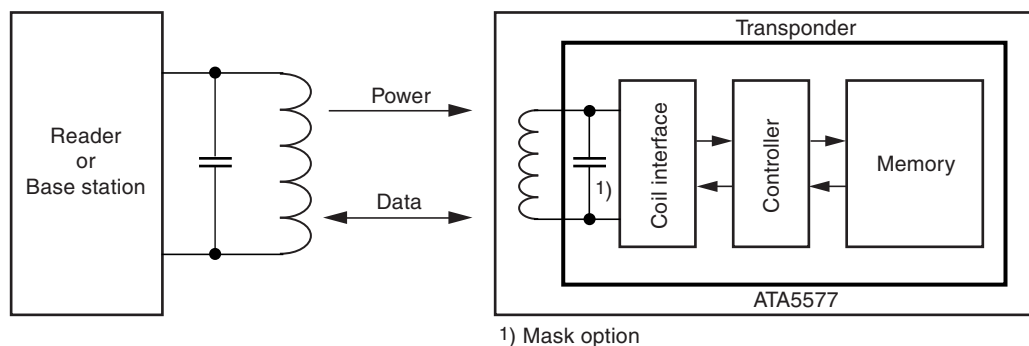 Reader
or
Base station
Power
Data
Transponder
1)
Coil interface
Controller
Memory
ATA5577
1) Mask option